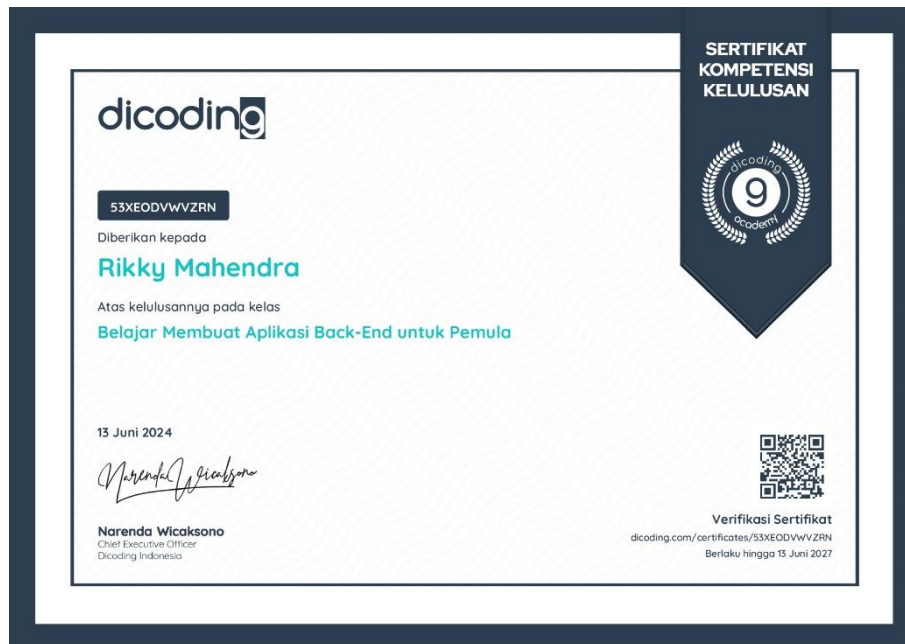 SERTIFIKAT
KOMPETENSI
KELULUSAN
dicoding
dicoding
9
academy
53XEODVWVZRN
Diberikan kepada
Rikky Mahendra
Atas kelulusannya pada kelas
Belajar Membuat Aplikasi Back-End untuk Pemula
13 Juni 2024
Narenda Wicaksono
Narenda Wicaksono
Chief Executive Officer
Dicoding Indonesia
Verifikasi Sertifikat
dicoding.com/certificates/53XEODVWVZRN
Berlaku hingga 13 Juni 2027